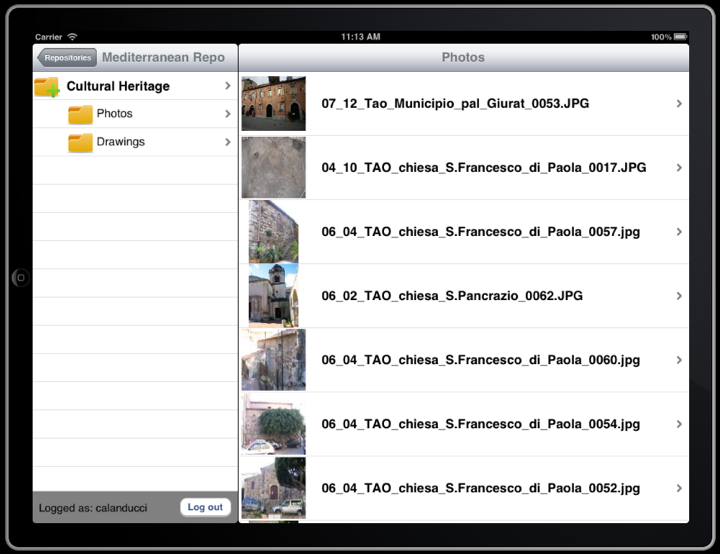 Carrier
11:13 AM
100%
Repositories
Mediterranean Repo
Photos
Cultural Heritage
Photos
Drawings
07_12_Tao_Municipio_pal_Giurat_0053.JPG
04_10_TAO_chiesa_S.Francesco_di_Paola_0017.JPG
06_04_TAO_chiesa_S.Francesco_di_Paola_0057.jpg
06_02_TAO_chiesa_S.Pancrazio_0062.JPG
06_04_TAO_chiesa_S.Francesco_di_Paola_0060.jpg
06_04_TAO_chiesa_S.Francesco_di_Paola_0054.jpg
06_04_TAO_chiesa_S.Francesco_di_Paola_0052.jpg
Logged as: calanducci
Log out